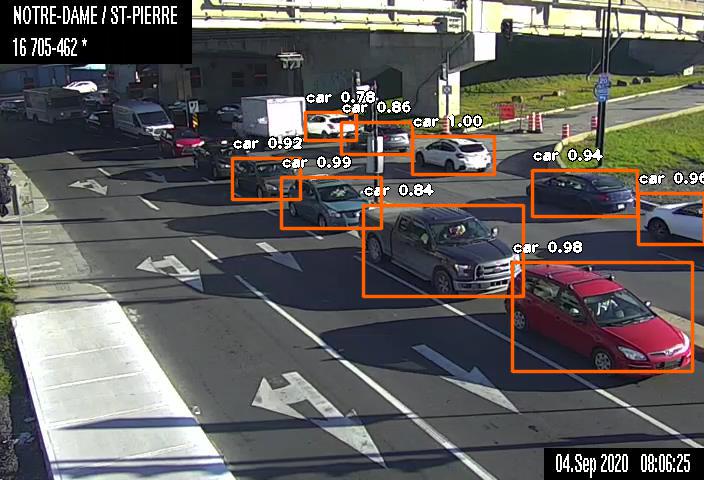 NOTRE-DAME / ST-PIERRE
16 705-462 *
car 0.78
car 0.86
car 1.00
car 0.92
car 0.99
car 0.94
car 0.84
car 0.96
car 0.98
04.Sep 2020 08:06:25